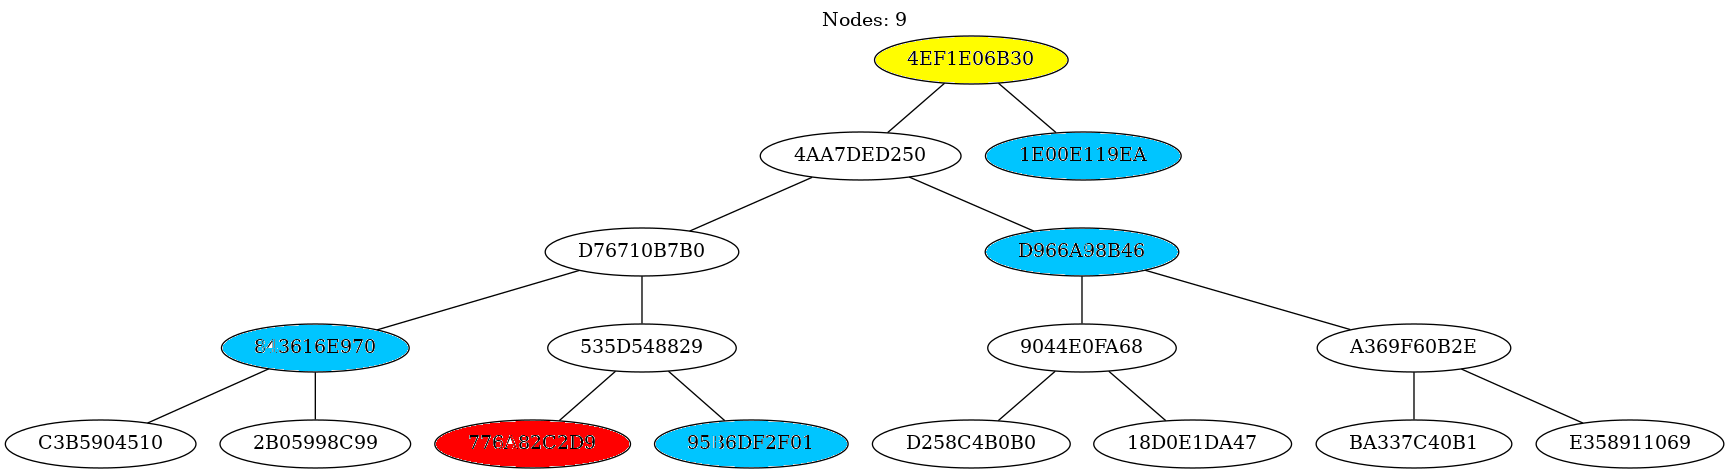 Nodes: 9
4EF1E06B30
4AA7DED250
1E00E119EA
D76710B7B0
D966A98B46
843616E970
535D548829
9044E0FA68
A369F60B2E
C3B5904510
2B05998C99
776A82C2D9
95B6DF2F01
D258C4B0B0
18D0E1DA47
BA337C40B1
E358911069